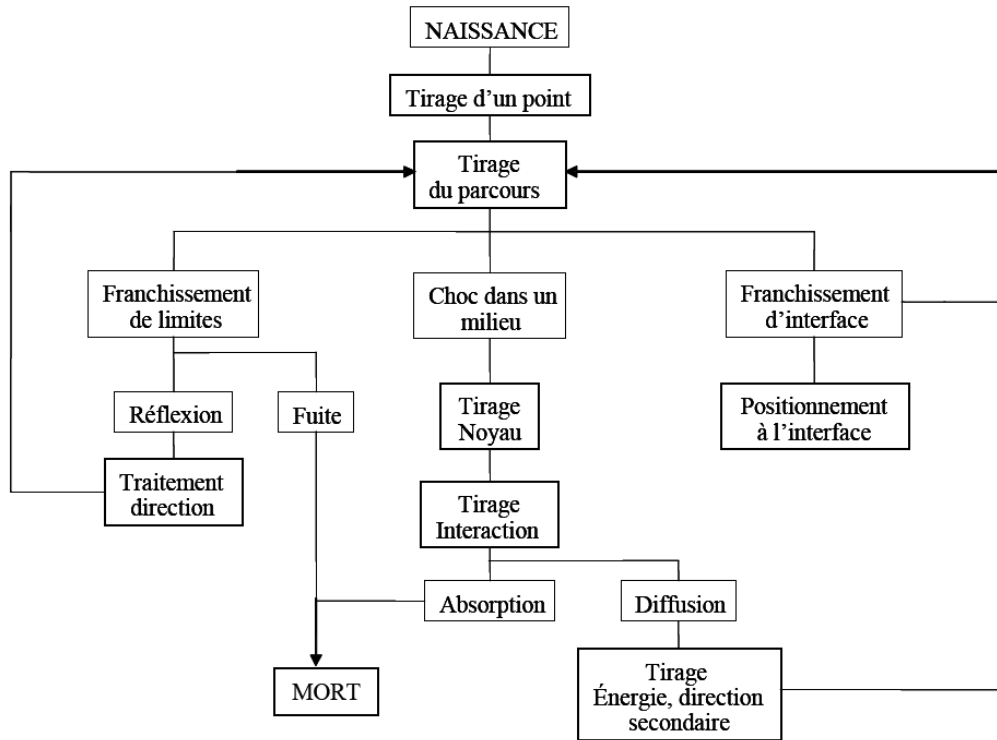 NAISSANCE
Tirage d'un point
Tirage
du parcours
Franchissement
de limites
Choc dans un
milieu
Franchissement
d'interface
Réflexion
Fuite
Tirage
Noyau
Positionnement
à l'interface
Traitement
direction
Tirage
Interaction
Absorption
Diffusion
MORT
Tirage
Énergie, direction
secondaire